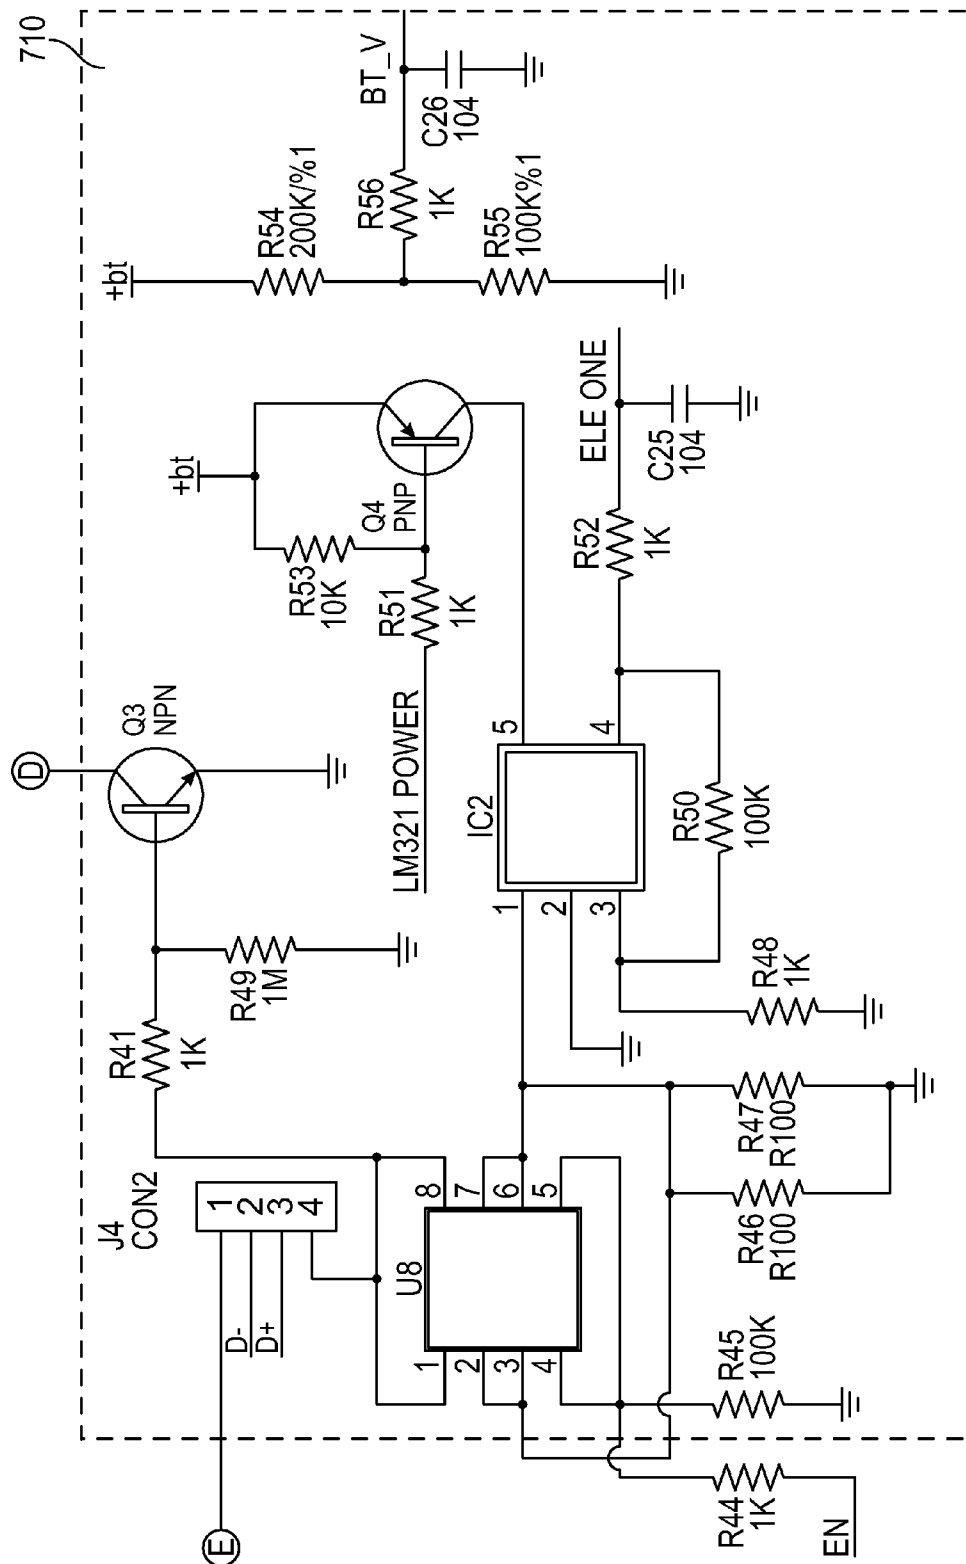 710
BT_V
C26
104
+bt
R54
200K/%1
R56
1K
R55
100K%1
+bt
Q4
PNP
R53
10K
R51
1K
LM321 POWER
ELE ONE
C25
104
R52
1K
D
Q3
NPN
R49
1M
R41
1K
IC2
1
2
3
4
5
R50
100K
R48
1K
R47
R100
R46
R100
J4
CON2
1
2
3
4
D-
D+
E
U8
8
7
6
5
1
2
3
4
R45
100K
R44
1K
EN